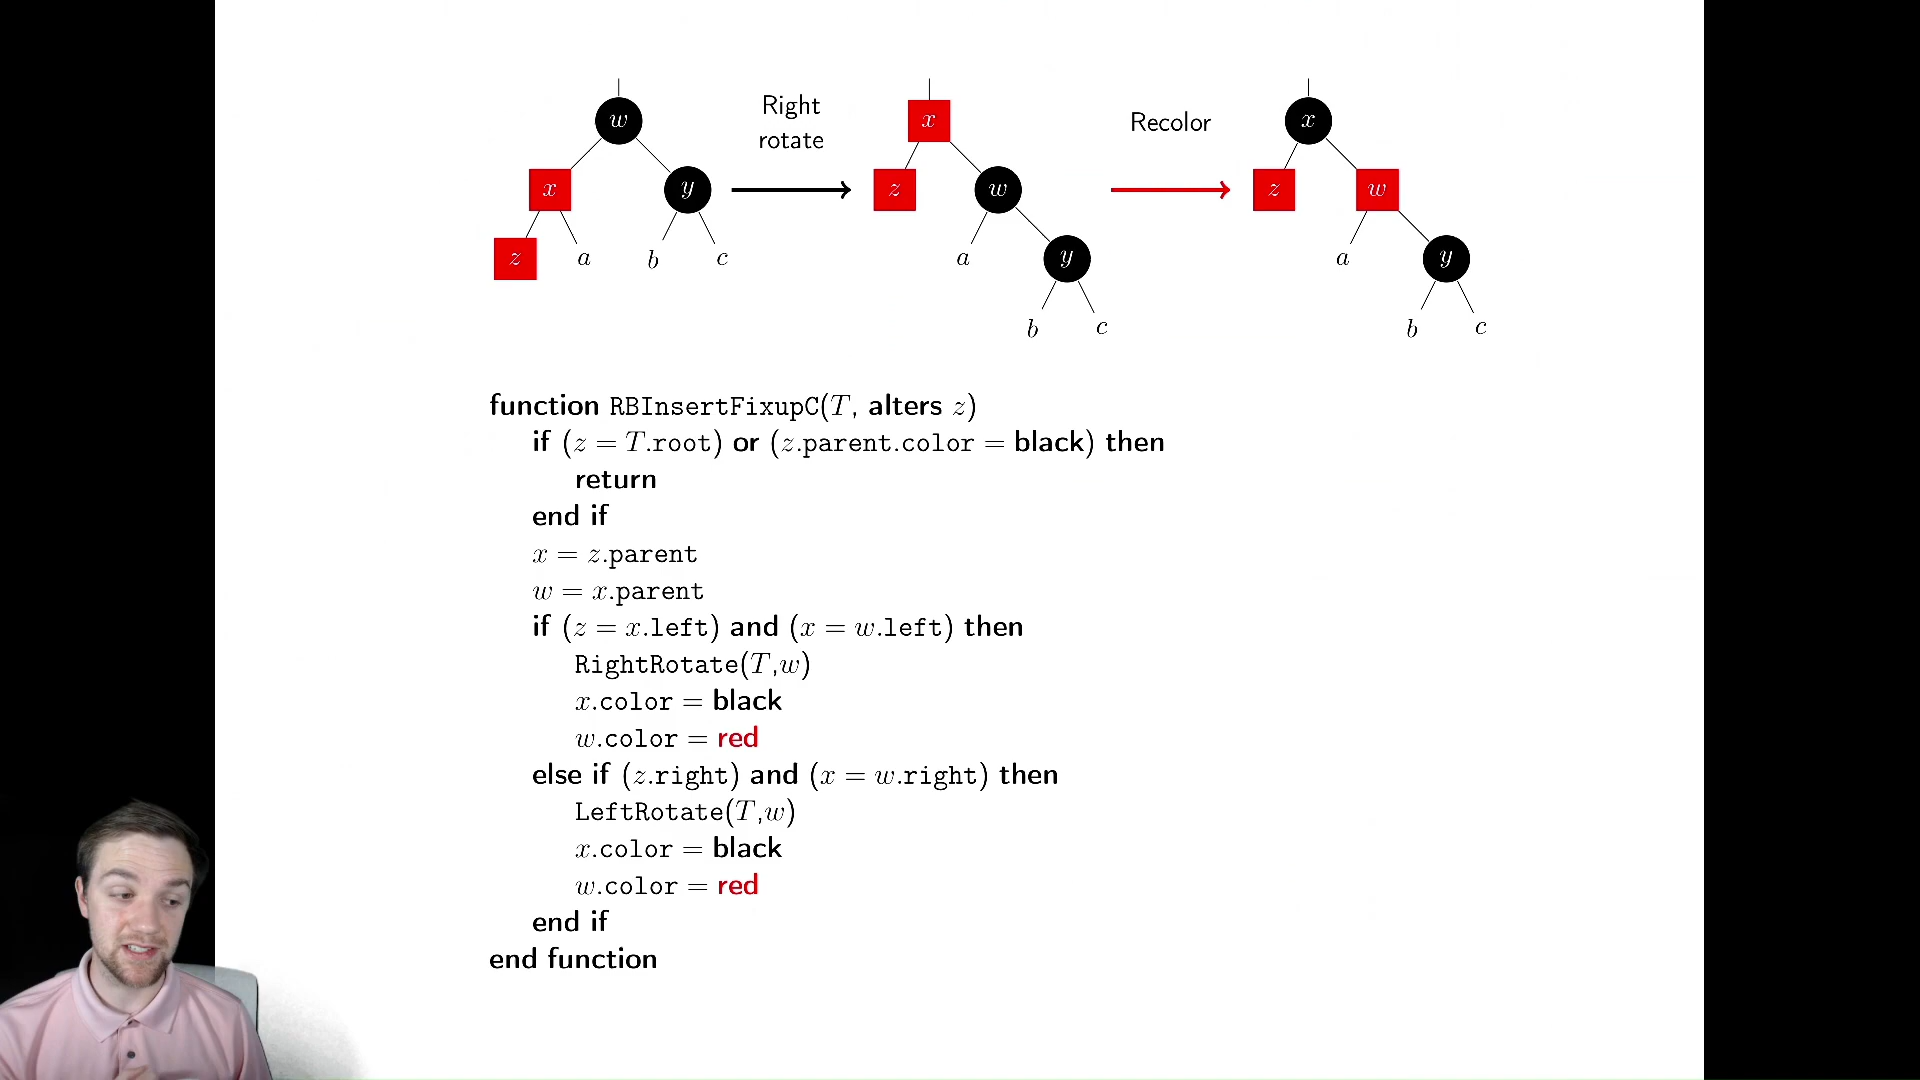 w
Right
rotate
x
Recolor
x
x
y
z
w
z
w
z
a
b
c
a
y
a
y
b
c
b
c
function RBInsertFixupC(T, alters z)
if (z = T.root) or (z.parent.color = black) then
return
end if
x = z.parent
w = x.parent
if (z = x.left) and (x = w.left) then
RightRotate(T,w)
x.color = black
w.color = red
else if (z.right) and (x = w.right) then
LeftRotate(T,w)
x.color = black
w.color = red
end if
end function